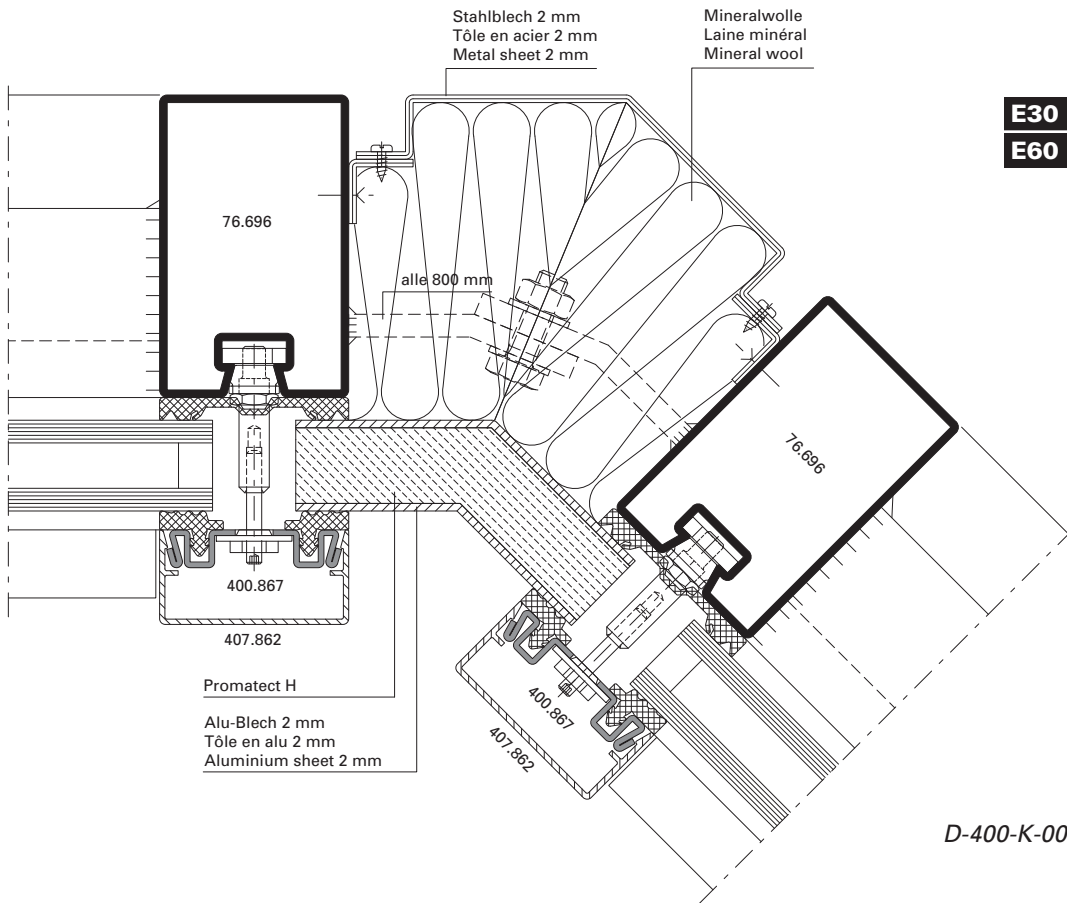 Stahlblech 2 mm
Tôle en acier 2 mm
Metal sheet 2 mm
Mineralwolle
Laine minéral
Mineral wool
E30
E60
76.696
alle 800 mm
76.696
400.867
407.862
Promatect H
Alu-Blech 2 mm
Tôle en alu 2 mm
Aluminium sheet 2 mm
400.867
407.862
D-400-K-00